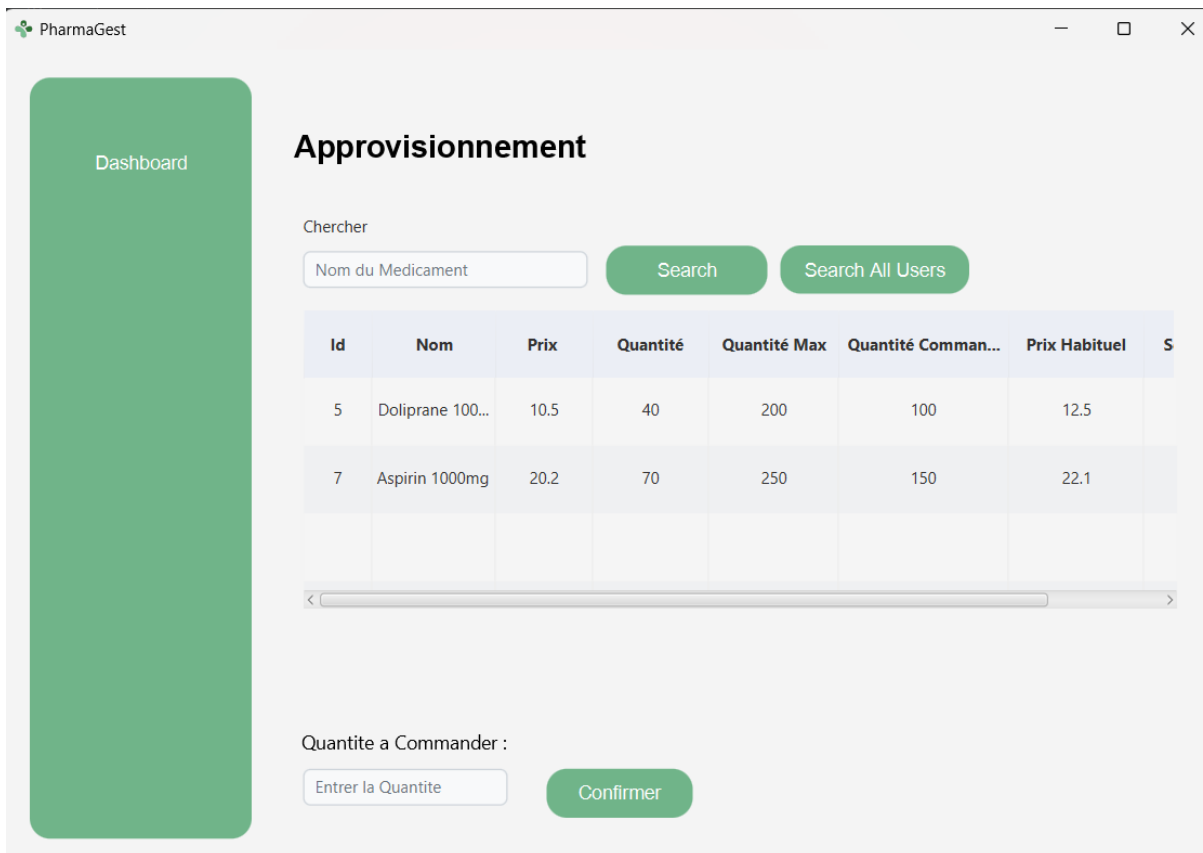 PharmaGest
Dashboard
Approvisionnement
Chercher
Nom du Medicament Search Search All Users
Id Nom Prix Quantité Quantité Max Quantité Comman... Prix Habituel
5 Doliprane 100... 10.5 40 200 100 12.5
7 Aspirin 1000mg 20.2 70 250 150 22.1
Quantite a Commander :
Entrer la Quantite Confirmer